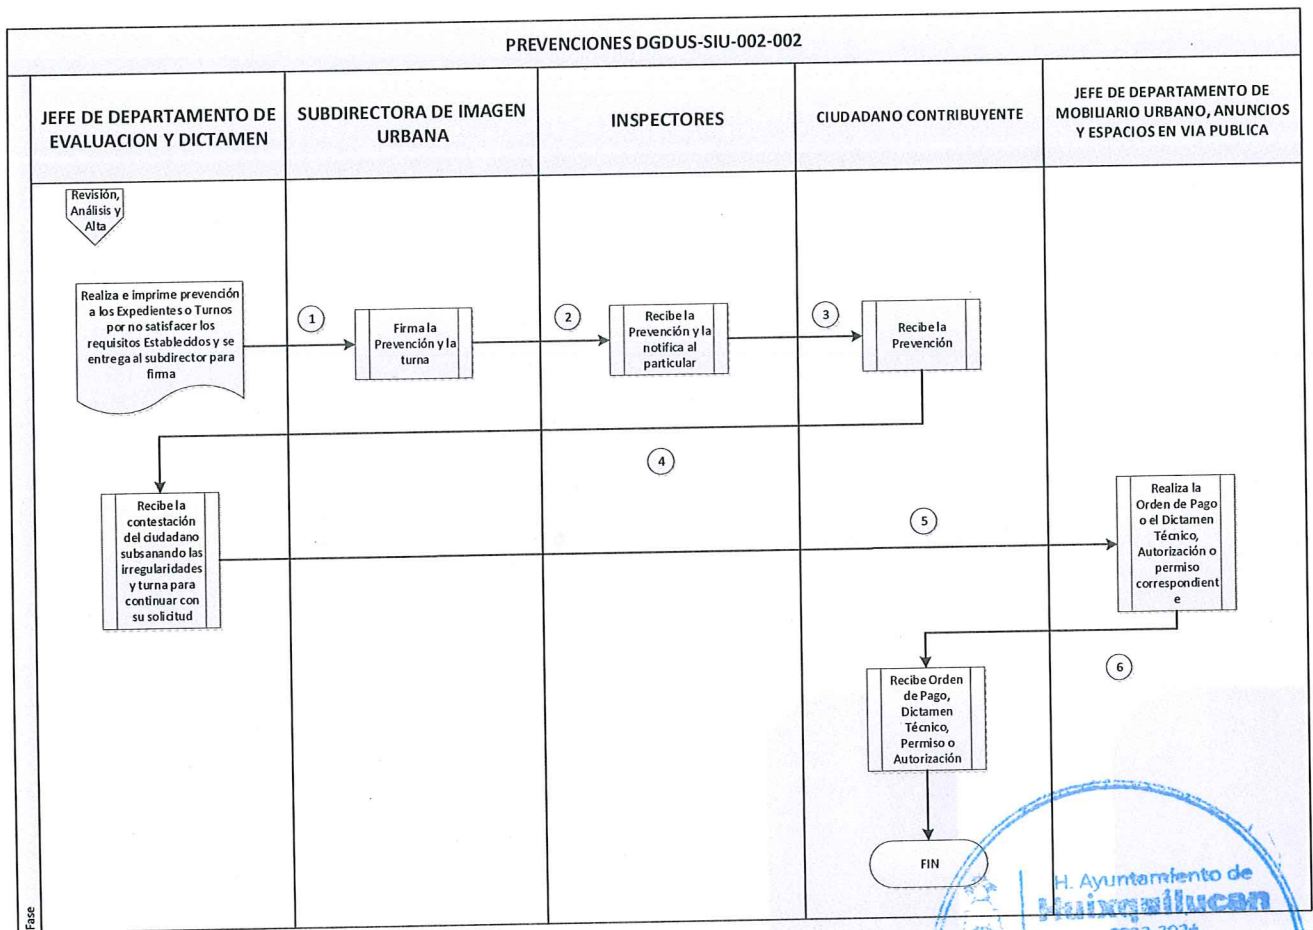 PREVENCIONES DGDUS-SIU-002-002
JEFE DE DEPARTAMENTO DE
EVALUACION Y DICTAMEN
SUBDIRECTORA DE IMAGEN
URBANA
INSPECTORES
CIUDADANO CONTRIBUYENTE
JEFE DE DEPARTAMENTO DE
MOBILIARIO URBANO, ANUNCIOS
Y ESPACIOS EN VIA PUBLICA
Revisión,
Análisis y
Alta
Realiza e imprime prevención
a los Expedientes o Turnos
por no satisfacer los
requisitos Establecidos y se
entrega al subdirector para
firma
1
Firma la
Prevención y la
turna
2
Recibe la
Prevención y la
notifica al
particular
3
Recibe la
Prevención
4
Recibe la
contestación
del ciudadano
subsanando las
irregularidades
y turna para
continuar con
su solicitud
5
Realiza la
Orden de Pago
o el Dictamen
Técnico,
Autorización o
permiso
correspondient
e
6
Recibe Orden
de Pago,
Dictamen
Técnico,
Permiso o
Autorización
FIN
Fase
H. Ayuntamiento de
Huixquilucan